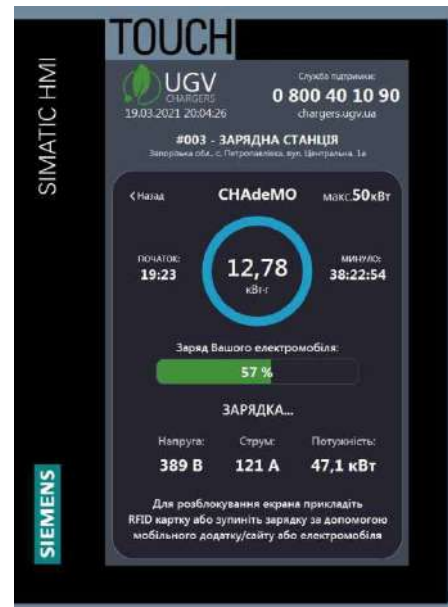 TOUCH
SIMATIC HMI
UGV
CHARGERS
19.03.2021 20:04:26
Служба підтримки:
0 800 40 10 90
chargers.ugv.ua
#003 - ЗАРЯДНА СТАНЦІЯ
Запорізька обл., с. Петропавлівка, вул. Центральна, 1а
Назад
CHAdeMO
макс.50кВт
ПОЧАТОК:
19:23
12,78
кВт·г
МИНУЛО:
38:22:54
Заряд Вашого електромобіля:
57 %
ЗАРЯДКА...
Напруга:
Струм:
Потужність:
389 В
121 А
47,1 кВт
Для розблокування екрана прикладіть
RFID картку або зупиніть зарядку за допомогою
мобільного додатку/сайту або електромобіля
SIEMENS